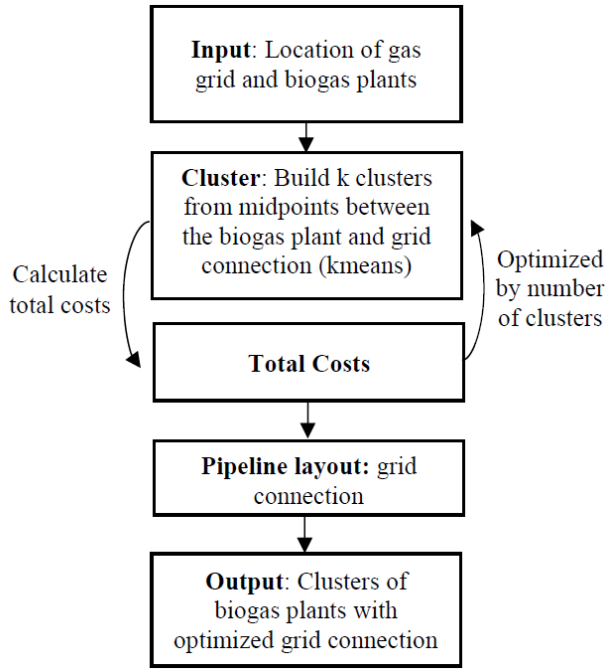 Input: Location of gas
grid and biogas plants
Cluster: Build k clusters
from midpoints between
the biogas plant and grid
connection (kmeans)
Calculate
total costs
Optimized
by number
of clusters
Total Costs
Pipeline layout: grid
connection
Output: Clusters of
biogas plants with
optimized grid connection